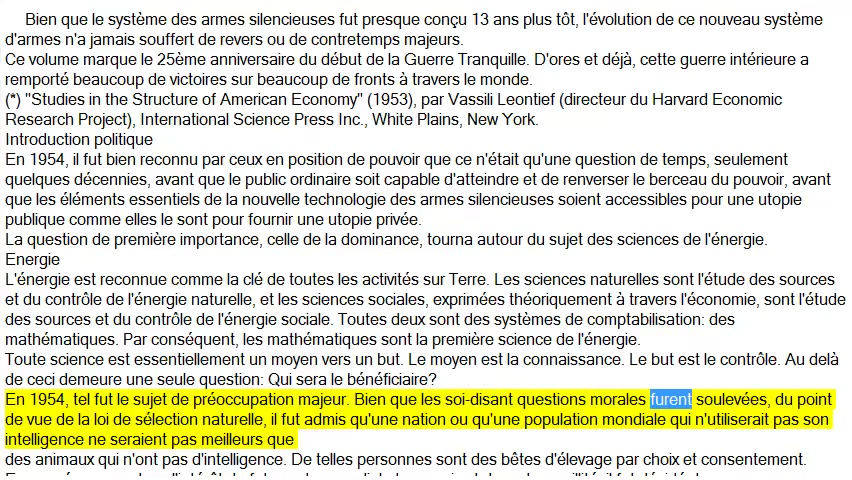 Bien que le système des armes silencieuses fut presque conçu 13 ans plus tôt, l'évolution de ce nouveau système
d'armes n'a jamais souffert de revers ou de contretemps majeurs.
Ce volume marque le 25ème anniversaire du début de la Guerre Tranquille. D'ores et déjà, cette guerre intérieure a
remporté beaucoup de victoires sur beaucoup de fronts à travers le monde.
(*) "Studies in the Structure of American Economy" (1953), par Vassili Leontief (directeur du Harvard Economic
Research Project), International Science Press Inc., White Plains, New York.
Introduction politique
En 1954, il fut bien reconnu par ceux en position de pouvoir que ce n'était qu'une question de temps, seulement
quelques décennies, avant que le public ordinaire soit capable d'atteindre et de renverser le berceau du pouvoir, avant
que les éléments essentiels de la nouvelle technologie des armes silencieuses soient accessibles pour une utopie
publique comme elles le sont pour fournir une utopie privée.
La question de première importance, celle de la dominance, tourna autour du sujet des sciences de l'énergie.
Energie
L'énergie est reconnue comme la clé de toutes les activités sur Terre. Les sciences naturelles sont l'étude des sources
et du contrôle de l'énergie naturelle, et les sciences sociales, exprimées théoriquement à travers l'économie, sont l'étude
des sources et du contrôle de l'énergie sociale. Toutes deux sont des systèmes de comptabilisation: des
mathématiques. Par conséquent, les mathématiques sont la première science de l'énergie.
Toute science est essentiellement un moyen vers un but. Le moyen est la connaissance. Le but est le contrôle. Au delà
de ceci demeure une seule question: Qui sera le bénéficiaire?
En 1954, tel fut le sujet de préoccupation majeur. Bien que les soi-disant questions morales furent soulevées, du point
de vue de la loi de sélection naturelle, il fut admis qu'une nation ou qu'une population mondiale qui n'utiliserait pas son
intelligence ne seraient pas meilleurs que
des animaux qui n'ont pas d'intelligence. De telles personnes sont des bêtes d'élevage par choix et consentement.